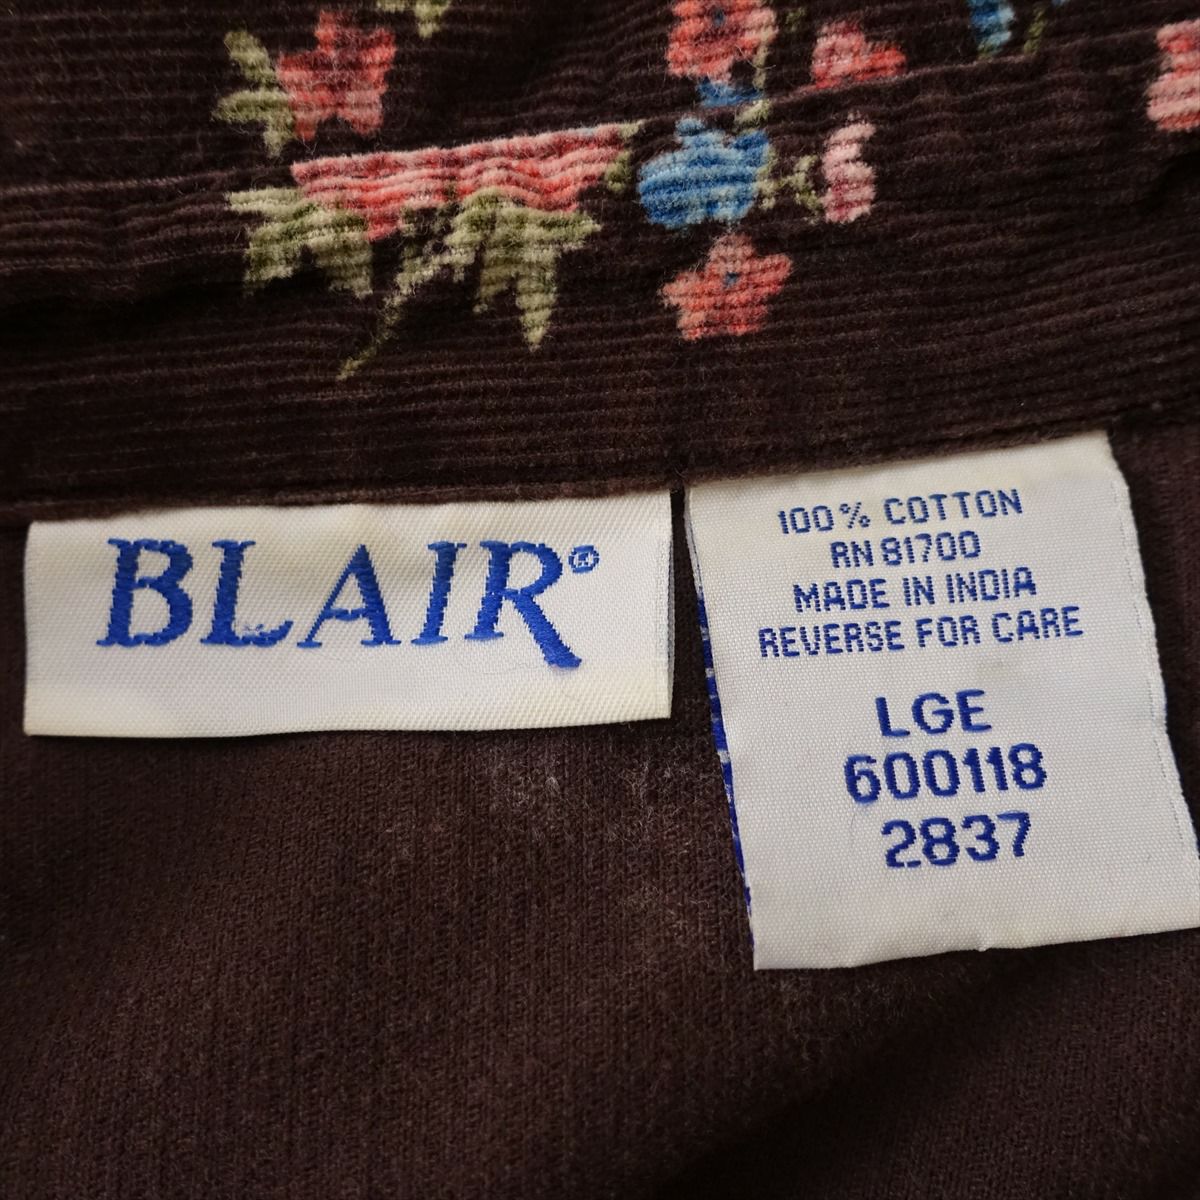 BLAIR®
100% COTTON
RN 81700
MADE IN INDIA
REVERSE FOR CARE
LGE
600118
2837